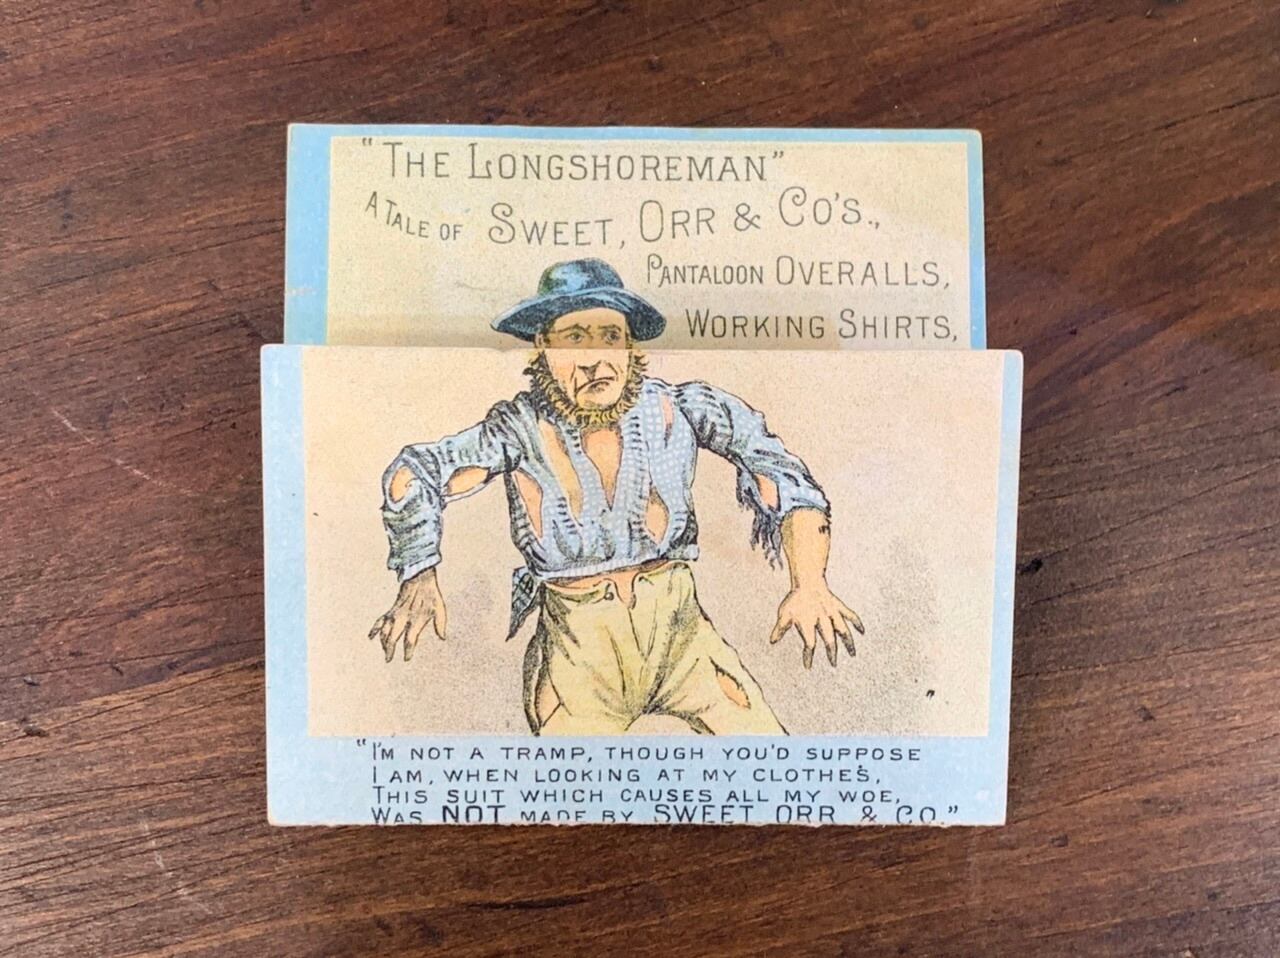 "THE LONGSHOREMAN"
A TALE OF SWEET, ORR & CO'S.,
PANTALOON OVERALLS,
WORKING SHIRTS,
"I'M NOT A TRAMP, THOUGH YOU'D SUPPOSE
I AM, WHEN LOOKING AT MY CLOTHES,
THIS SUIT WHICH CAUSES ALL MY WOE,
WAS NOT MADE BY SWEET ORR & CO."